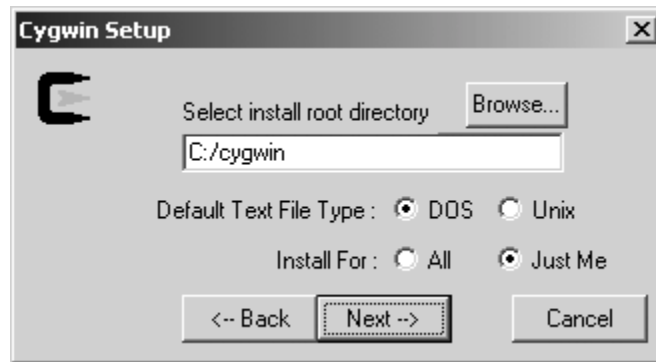 Cygwin Setup
Select install root directory Browse...
C:/cygwin
Default Text File Type : DOS Unix
Install For : All Just Me
<-- Back Next --> Cancel